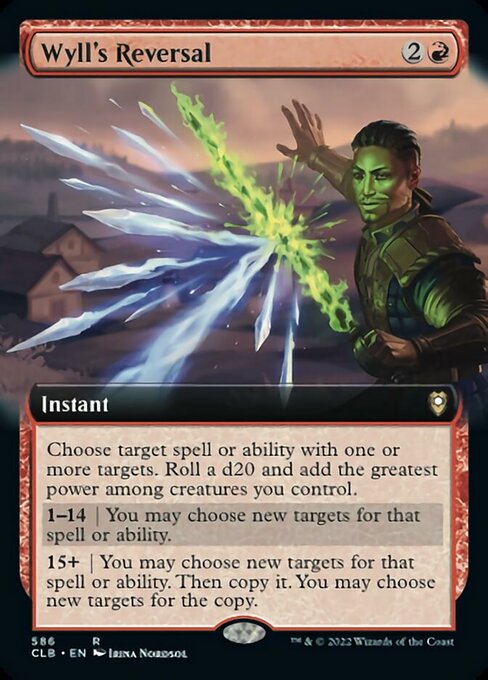 Wyll's Reversal 2
Instant
Choose target spell or ability with one or
more targets. Roll a d20 and add the greatest
power among creatures you control.
1–14 | You may choose new targets for that
spell or ability.
15+ | You may choose new targets for that
spell or ability. Then copy it. You may choose
new targets for the copy.
586 R
CLB • EN Irina Nordsol
™ & © 2022 Wizards of the Coast